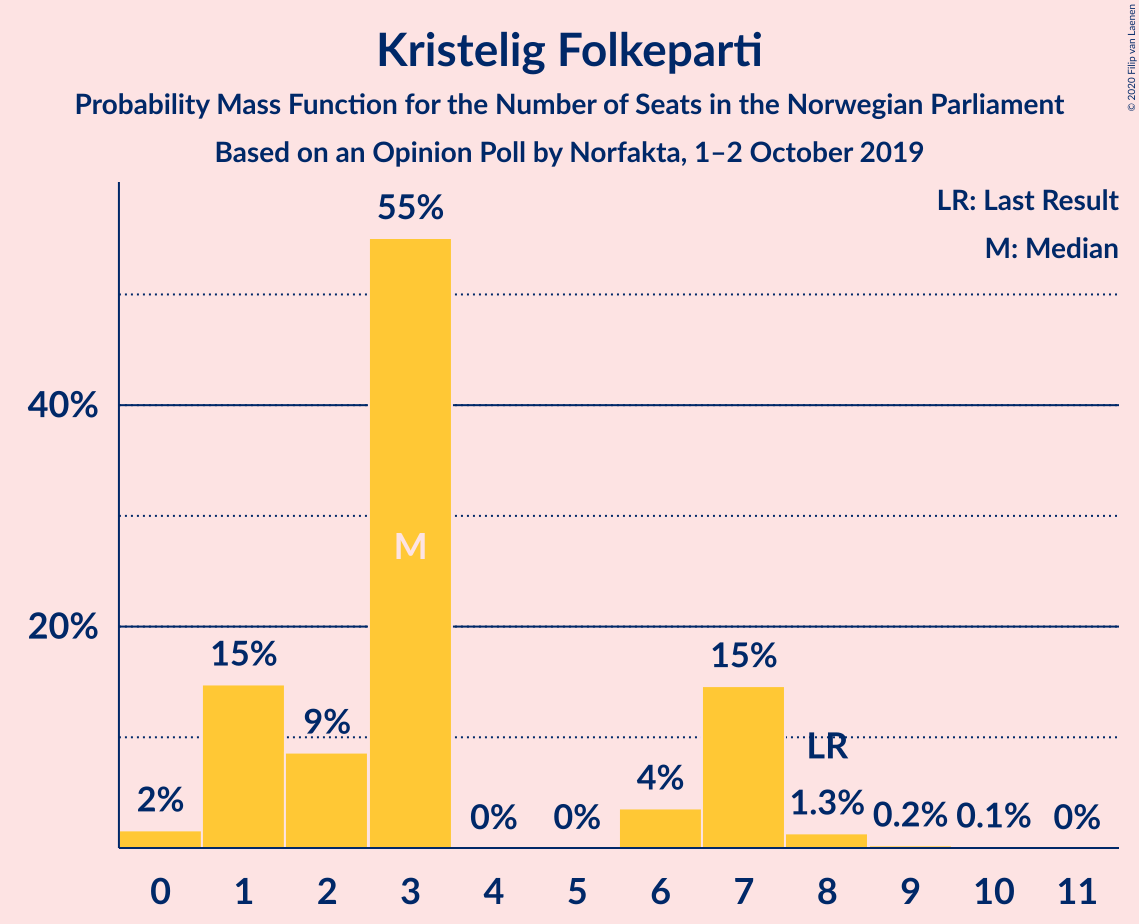 Kristelig Folkeparti
Probability Mass Function for the Number of Seats in the Norwegian Parliament
Based on an Opinion Poll by Norfakta, 1–2 October 2019
© 2020 Filip van Laenen
LR: Last Result
M: Median
55%
40%
M
20%
15%
15%
9%
LR
4%
2%
1.3%
0.2%
0.1%
0%
0%
0%
0 1 2 3 4 5 6 7 8 9 10 11